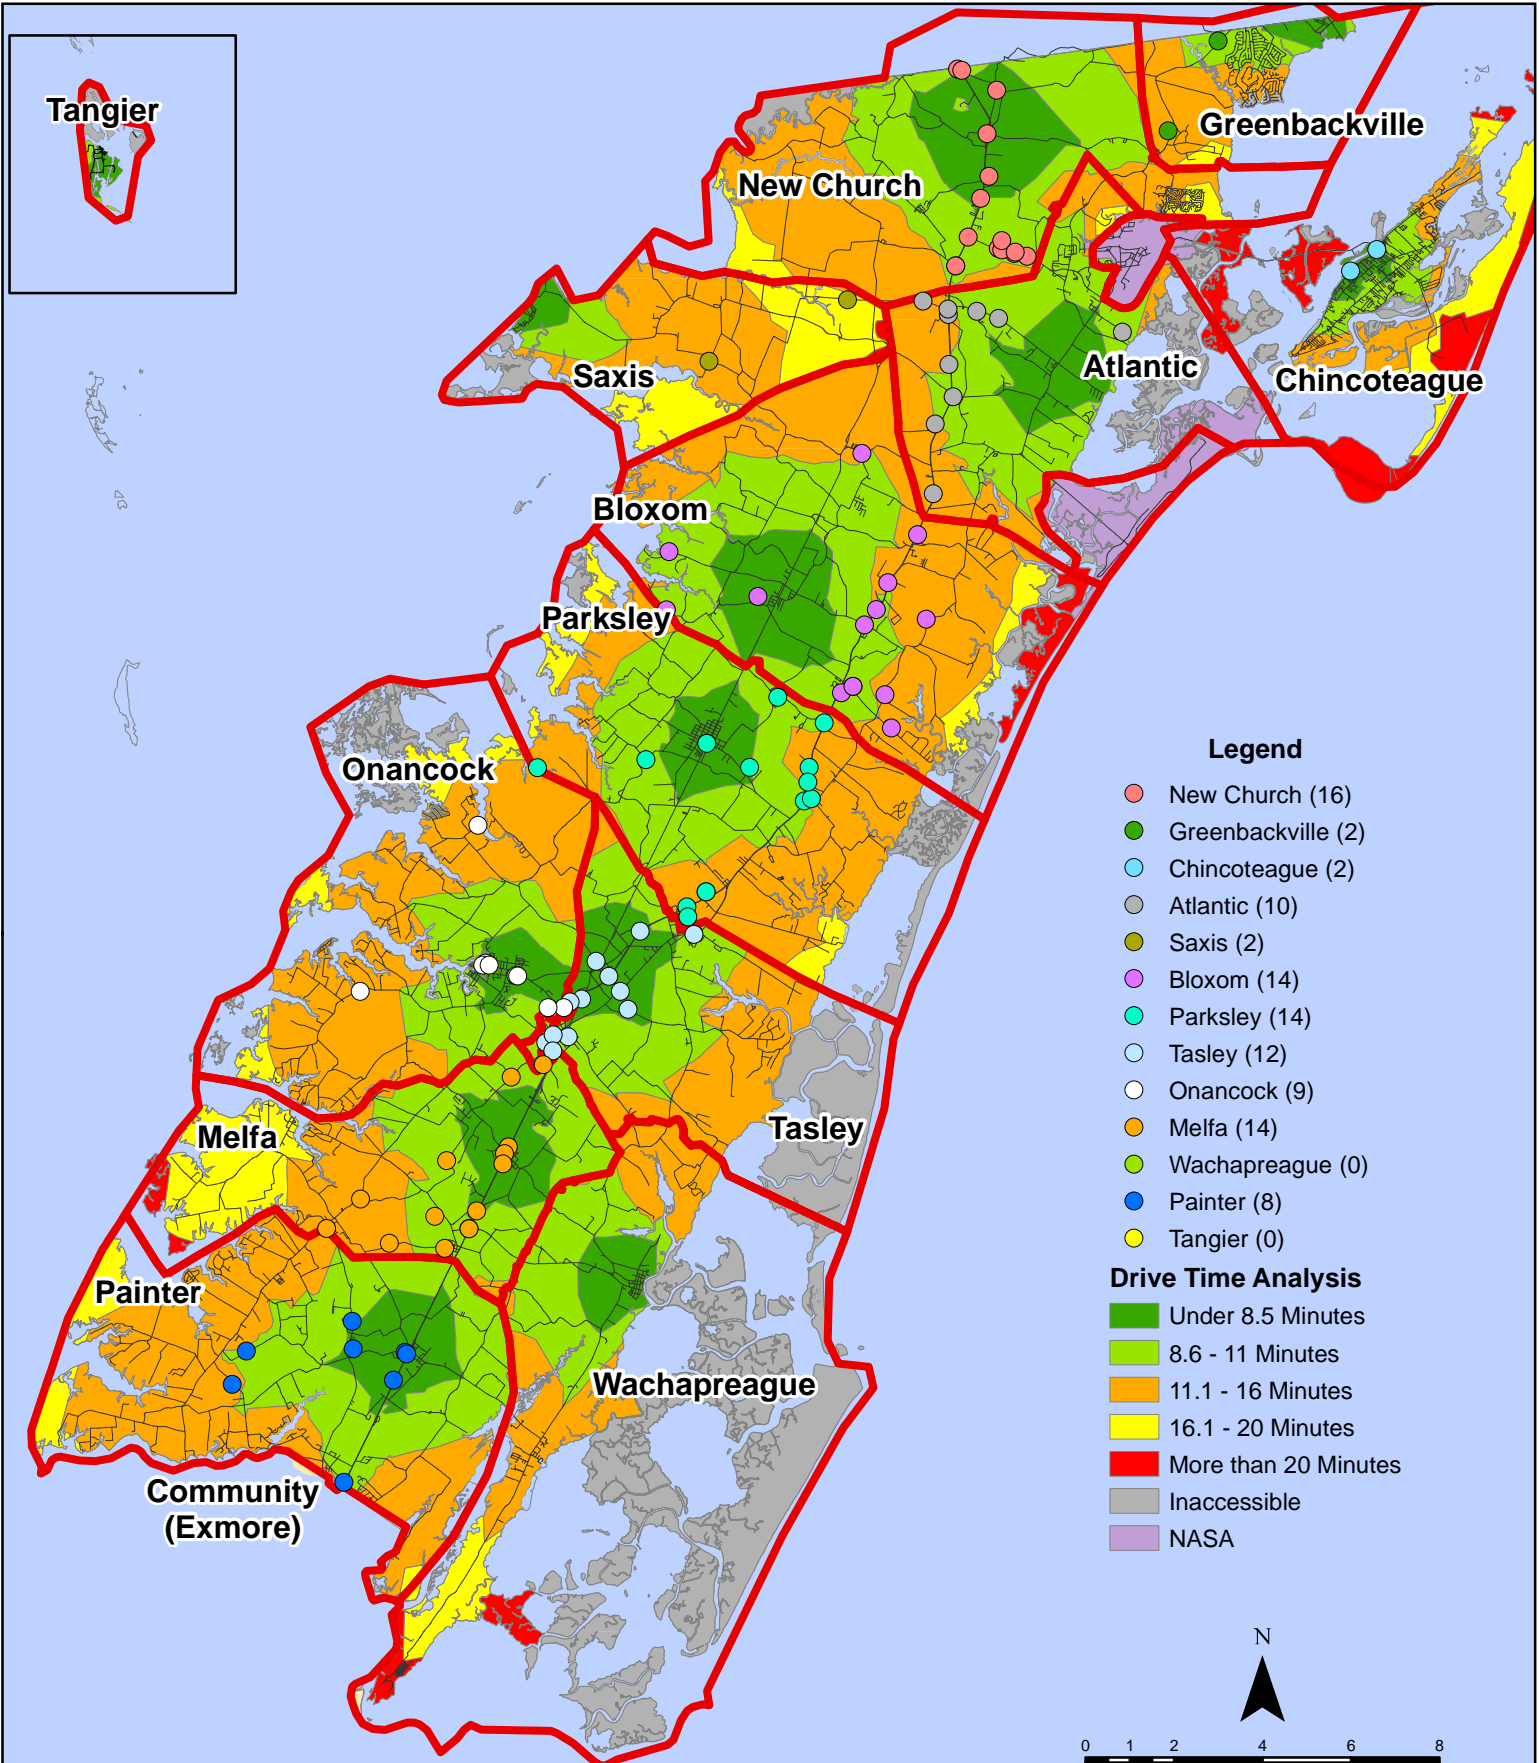 Tangier
Greenbackville
New Church
Atlantic
Saxis
Chincoteague
Bloxom
Parksley
Onancock
Tasley
Melfa
Painter
Wachapreague
Community
(Exmore)
Legend
New Church (16)
Greenbackville (2)
Chincoteague (2)
Atlantic (10)
Saxis (2)
Bloxom (14)
Parksley (14)
Tasley (12)
Onancock (9)
Melfa (14)
Wachapreague (0)
Painter (8)
Tangier (0)
Drive Time Analysis
Under 8.5 Minutes
8.6 - 11 Minutes
11.1 - 16 Minutes
16.1 - 20 Minutes
More than 20 Minutes
Inaccessible
NASA
N
0 1 2 4 6 8